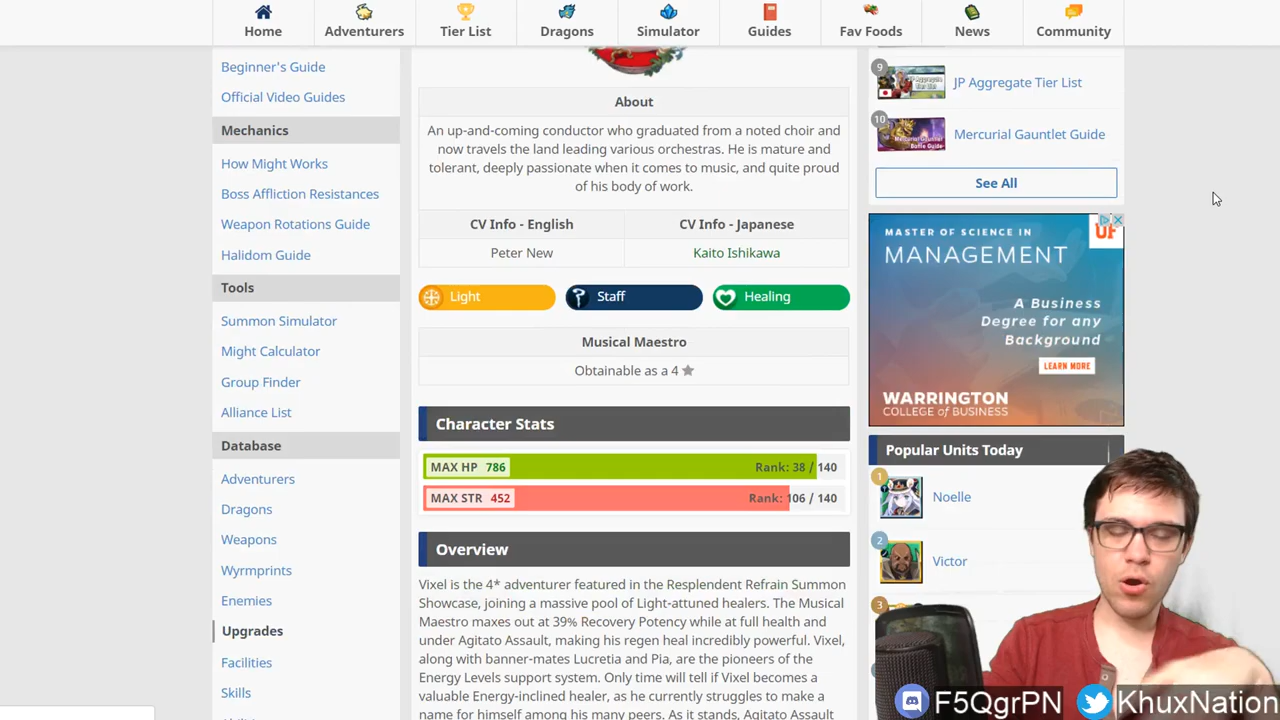 Home
Adventurers
Tier List
Dragons
Simulator
Guides
Fav Foods
News
Community
Beginner's Guide
Official Video Guides
Mechanics
How Might Works
Boss Affliction Resistances
Weapon Rotations Guide
Halidom Guide
Tools
Summon Simulator
Might Calculator
Group Finder
Alliance List
Database
Adventurers
Dragons
Weapons
Wyrmprints
Enemies
Upgrades
Facilities
Skills
About
An up-and-coming conductor who graduated from a noted choir and
now travels the land leading various orchestras. He is mature and
tolerant, deeply passionate when it comes to music, and quite proud
of his body of work.
CV Info - English
CV Info - Japanese
Peter New
Kaito Ishikawa
Light
Staff
Healing
Musical Maestro
Obtainable as a 4
Character Stats
MAX HP 786
Rank: 38 / 140
MAX STR 452
Rank: 106 / 140
Overview
Vixel is the 4* adventurer featured in the Resplendent Refrain Summon
Showcase, joining a massive pool of Light-attuned healers. The Musical
Maestro maxes out at 39% Recovery Potency while at full health and
under Agitato Assault, making his regen heal incredibly powerful. Vixel,
along with banner-mates Lucretia and Pia, are the pioneers of the
Energy Levels support system. Only time will tell if Vixel becomes a
valuable Energy-inclined healer, as he currently struggles to make a
name for himself among his many peers. As it stands, Agitato Assault
9
JP Aggregate Tier List
10
Mercurial Gauntlet Guide
See All
MASTER OF SCIENCE IN
MANAGEMENT
UF
A Business
Degree for any
Background
LEARN MORE
WARRINGTON
COLLEGE of BUSINESS
Popular Units Today
1
Noelle
2
Victor
3
F5QgrPN
KhuxNation